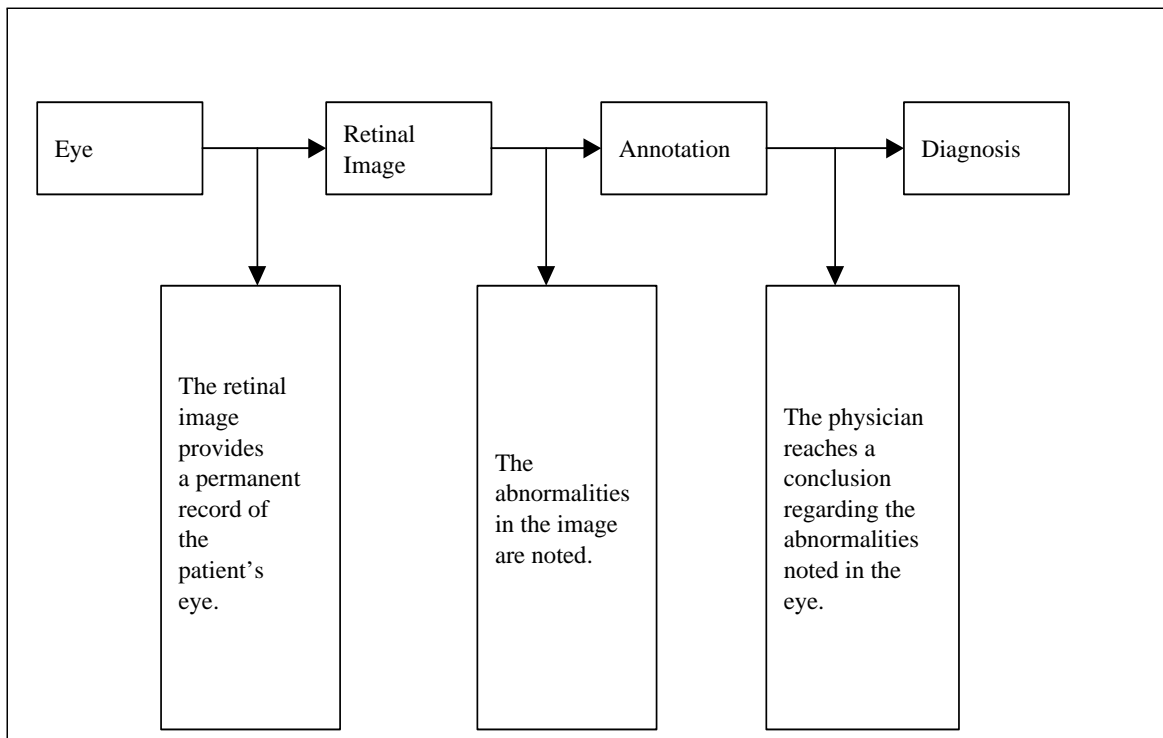 Eye
Retinal
Image
Annotation
Diagnosis
The retinal
image
provides
a permanent
record of
the
patient’s
eye.
The
abnormalities
in the image
are noted.
The physician
reaches a
conclusion
regarding the
abnormalities
noted in the
eye.